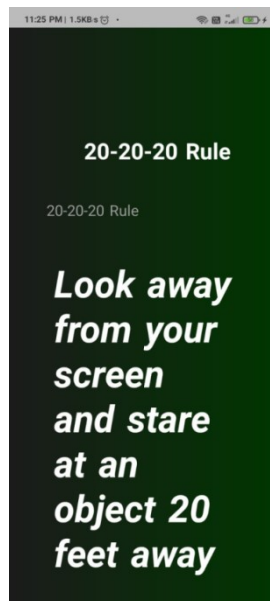 11:25 PM | 1.5KB/s
20-20-20 Rule
20-20-20 Rule
Look away
from your
screen
and stare
at an
object 20
feet away